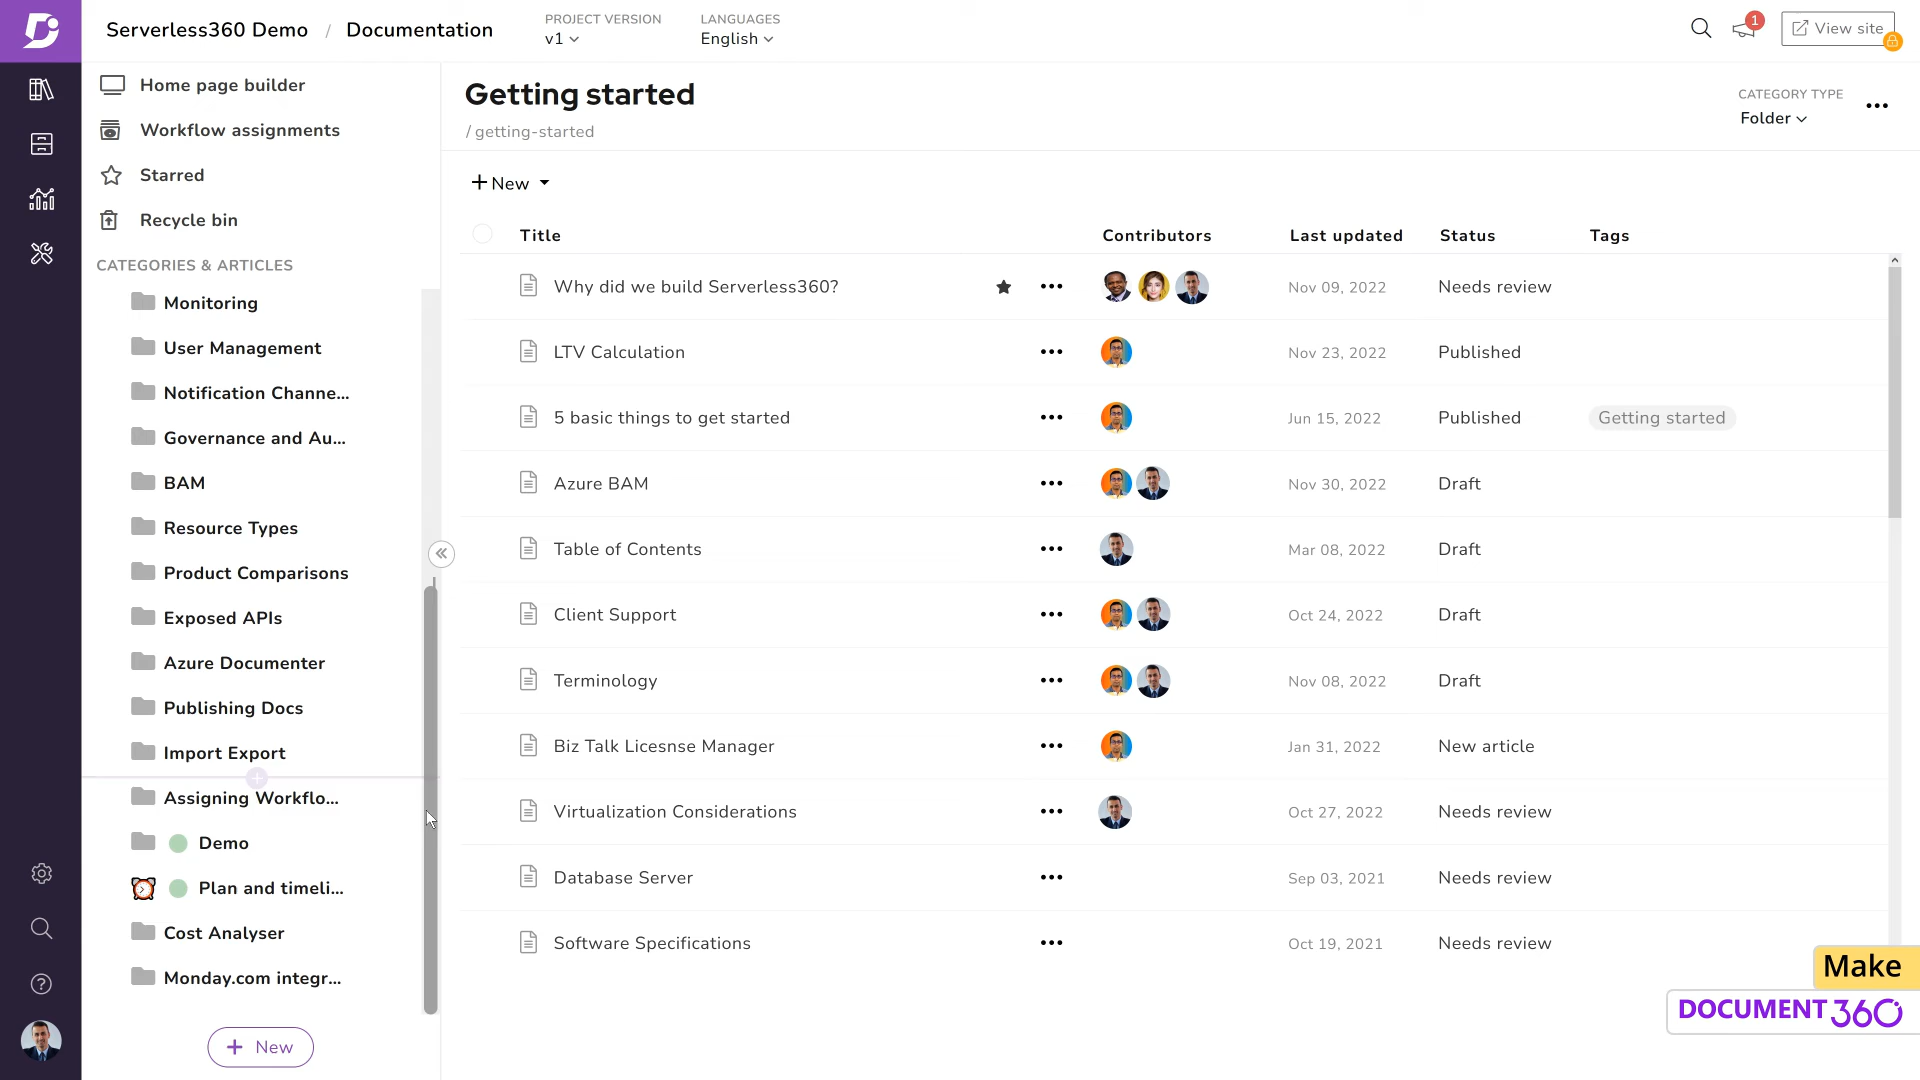 Serverless360 Demo / Documentation
PROJECT VERSION
v1
LANGUAGES
English
1
View site
Home page builder
Workflow assignments
Starred
Recycle bin
CATEGORIES & ARTICLES
Monitoring
User Management
Notification Channe...
Governance and Au...
BAM
Resource Types
Product Comparisons
Exposed APIs
Azure Documenter
Publishing Docs
Import Export
Assigning Workflo...
Demo
Plan and timeli...
Cost Analyser
Monday.com integr...
+ New
Getting started
/ getting-started
CATEGORY TYPE
Folder
+ New
Title Contributors Last updated Status Tags
Why did we build Serverless360? Nov 09, 2022 Needs review
LTV Calculation Nov 23, 2022 Published
5 basic things to get started Jun 15, 2022 Published Getting started
Azure BAM Nov 30, 2022 Draft
Table of Contents Mar 08, 2022 Draft
Client Support Oct 24, 2022 Draft
Terminology Nov 08, 2022 Draft
Biz Talk Licesnse Manager Jan 31, 2022 New article
Virtualization Considerations Oct 27, 2022 Needs review
Database Server Sep 03, 2021 Needs review
Software Specifications Oct 19, 2021 Needs review
Make
DOCUMENT360